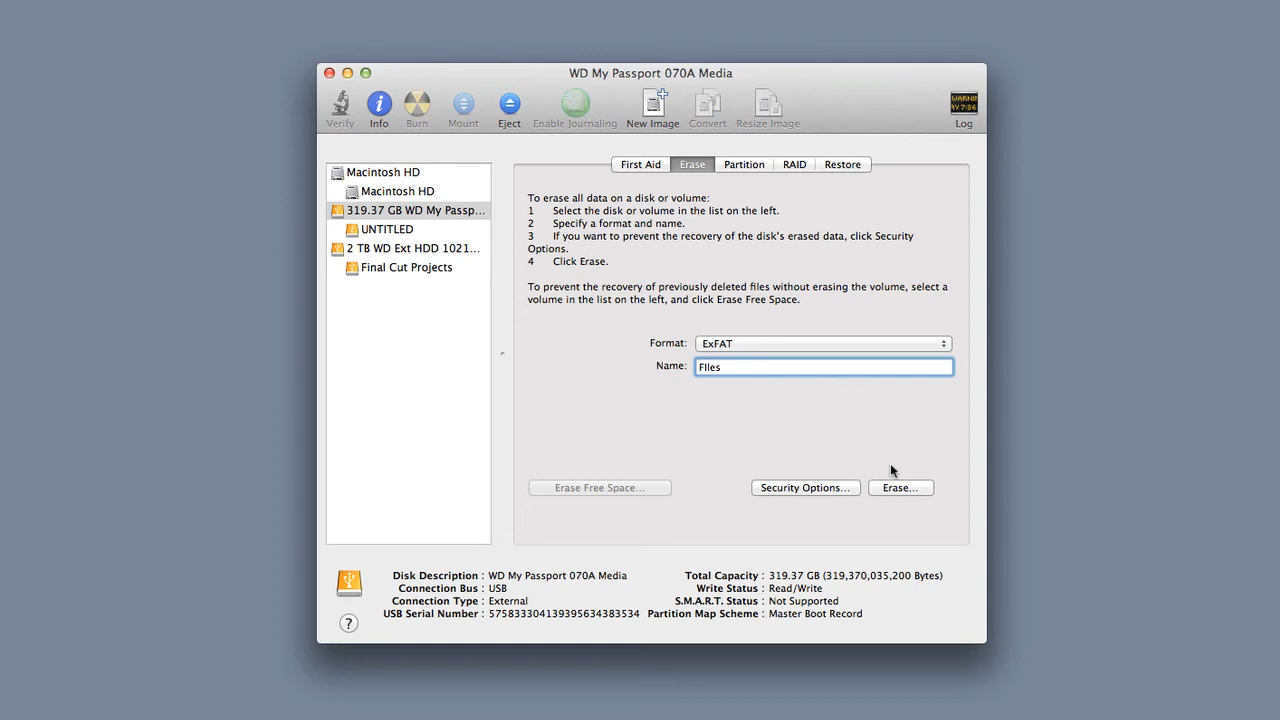 WD My Passport 070A Media
Verify Info Burn Mount Eject Enable Journaling New Image Convert Resize Image Log
WARNIN
AY 7:36
First Aid Erase Partition RAID Restore
Macintosh HD
Macintosh HD
319.37 GB WD My Passp...
UNTITLED
2 TB WD Ext HDD 1021...
Final Cut Projects
To erase all data on a disk or volume:
1 Select the disk or volume in the list on the left.
2 Specify a format and name.
3 If you want to prevent the recovery of the disk's erased data, click Security
Options.
4 Click Erase.
To prevent the recovery of previously deleted files without erasing the volume, select a
volume in the list on the left, and click Erase Free Space.
Format: ExFAT
Name: FIles
Erase Free Space... Security Options... Erase...
Disk Description : WD My Passport 070A Media Total Capacity : 319.37 GB (319,370,035,200 Bytes)
Connection Bus : USB Write Status : Read/Write
Connection Type : External S.M.A.R.T. Status : Not Supported
USB Serial Number : 575833304139395634383534 Partition Map Scheme : Master Boot Record
?